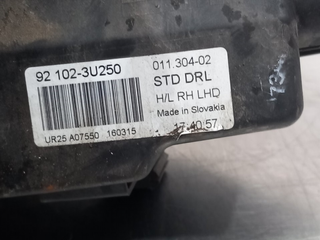 92 102-3U250
011.304-02
STD DRL
H/L RH LHD
Made in Slovakia
UR25 A07550 160315
17:40:57